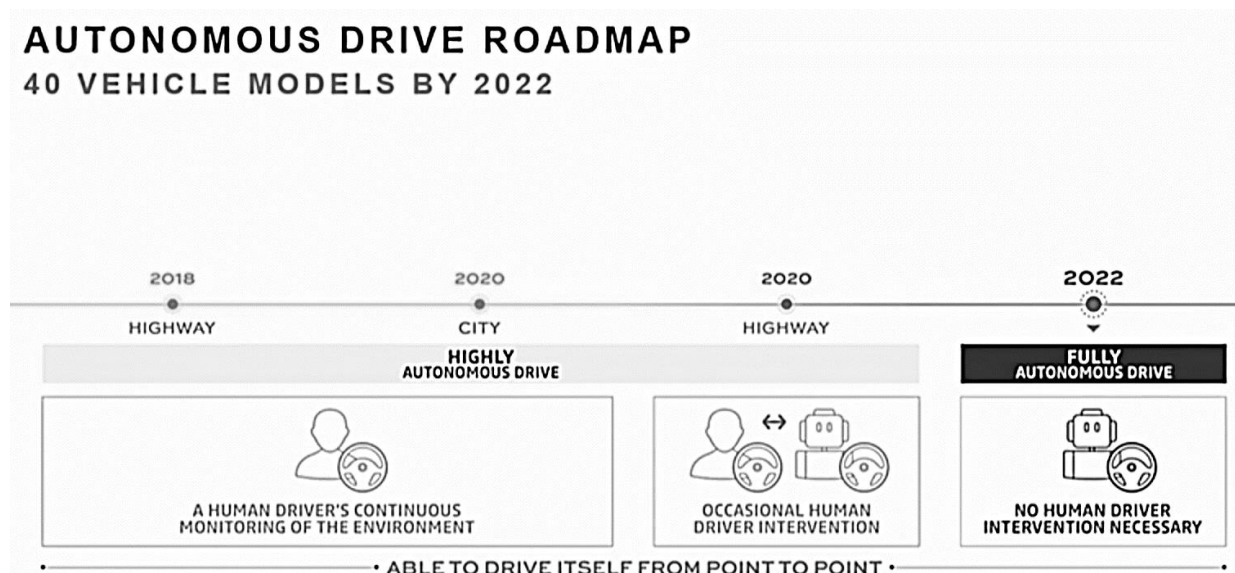 AUTONOMOUS DRIVE ROADMAP
40 VEHICLE MODELS BY 2022
2018
2020
2020
2022
HIGHWAY
CITY
HIGHWAY
HIGHLY
AUTONOMOUS DRIVE
FULLY
AUTONOMOUS DRIVE
A HUMAN DRIVER'S CONTINUOUS
MONITORING OF THE ENVIRONMENT
OCCASIONAL HUMAN
DRIVER INTERVENTION
NO HUMAN DRIVER
INTERVENTION NECESSARY
• ABLE TO DRIVE ITSELF FROM POINT TO POINT •